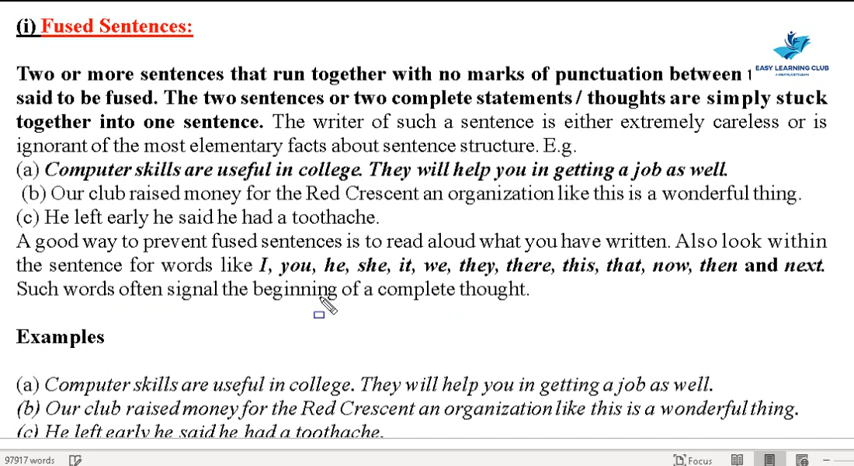 (i) Fused Sentences:
EASY LEARNING CLUB
Two or more sentences that run together with no marks of punctuation between
said to be fused. The two sentences or two complete statements / thoughts are simply stuck
together into one sentence. The writer of such a sentence is either extremely careless or is
ignorant of the most elementary facts about sentence structure. E.g.
(a) Computer skills are useful in college. They will help you in getting a job as well.
(b) Our club raised money for the Red Crescent an organization like this is a wonderful thing.
(c) He left early he said he had a toothache.
A good way to prevent fused sentences is to read aloud what you have written. Also look within
the sentence for words like I, you, he, she, it, we, they, there, this, that, now, then and next.
Such words often signal the beginning of a complete thought.
Examples
(a) Computer skills are useful in college. They will help you in getting a job as well.
(b) Our club raised money for the Red Crescent an organization like this is a wonderful thing.
(c) He left early he said he had a toothache.
97917 words
Focus